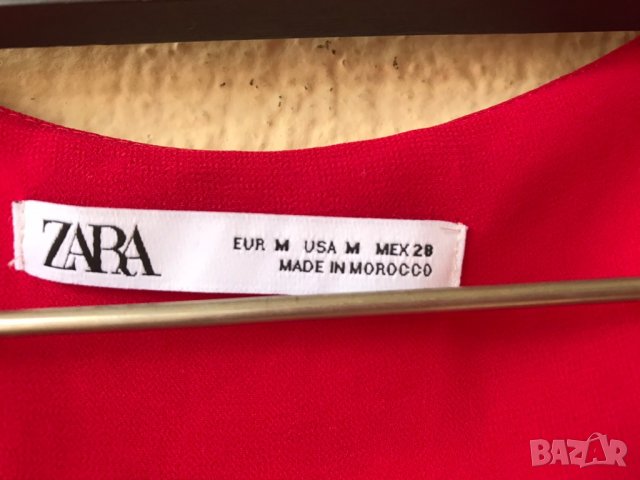 ZARA
EUR M USA M MEX 28
MADE IN MOROCCO
BAZAR